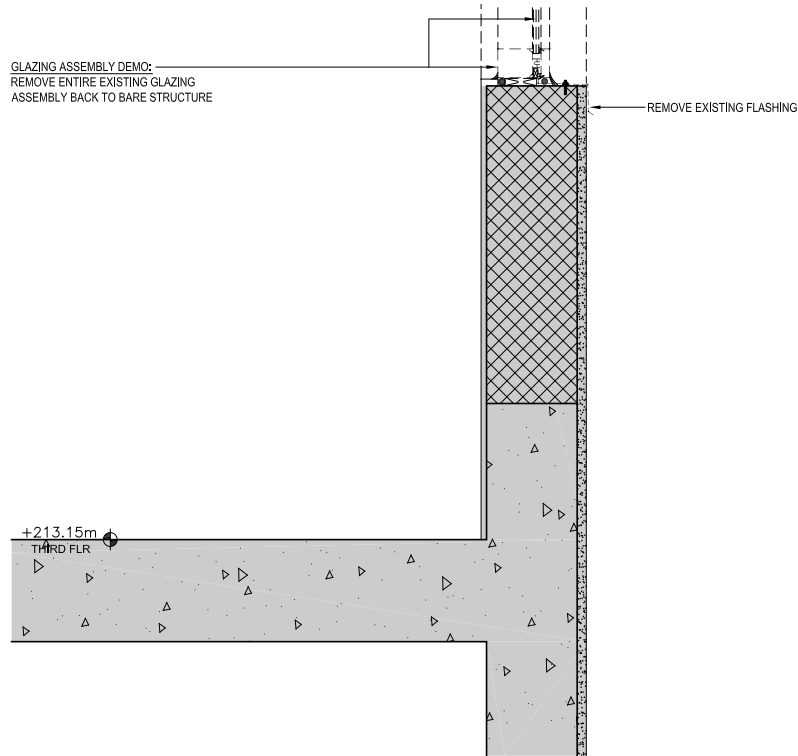 GLAZING ASSEMBLY DEMO:
REMOVE ENTIRE EXISTING GLAZING
ASSEMBLY BACK TO BARE STRUCTURE
REMOVE EXISTING FLASHING
+213.15m
THIRD FLR